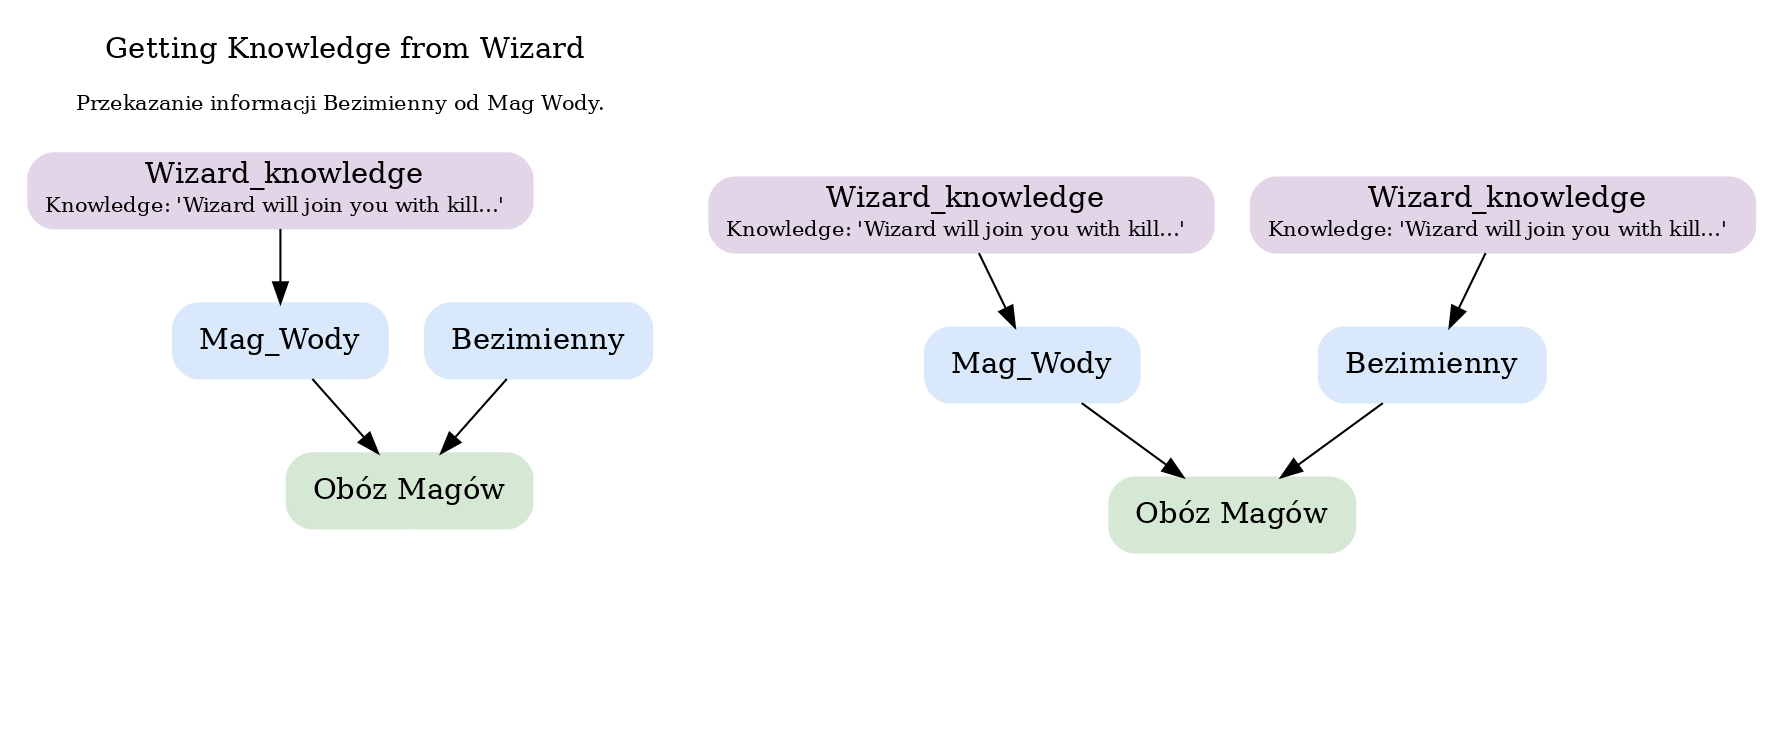 Getting Knowledge from Wizard
Przekazanie informacji Bezimienny od Mag Wody.
Wizard_knowledge
Knowledge: 'Wizard will join you with kill...'
Mag_Wody
Bezimienny
Obóz Magów
Wizard_knowledge
Knowledge: 'Wizard will join you with kill...'
Wizard_knowledge
Knowledge: 'Wizard will join you with kill...'
Mag_Wody
Bezimienny
Obóz Magów